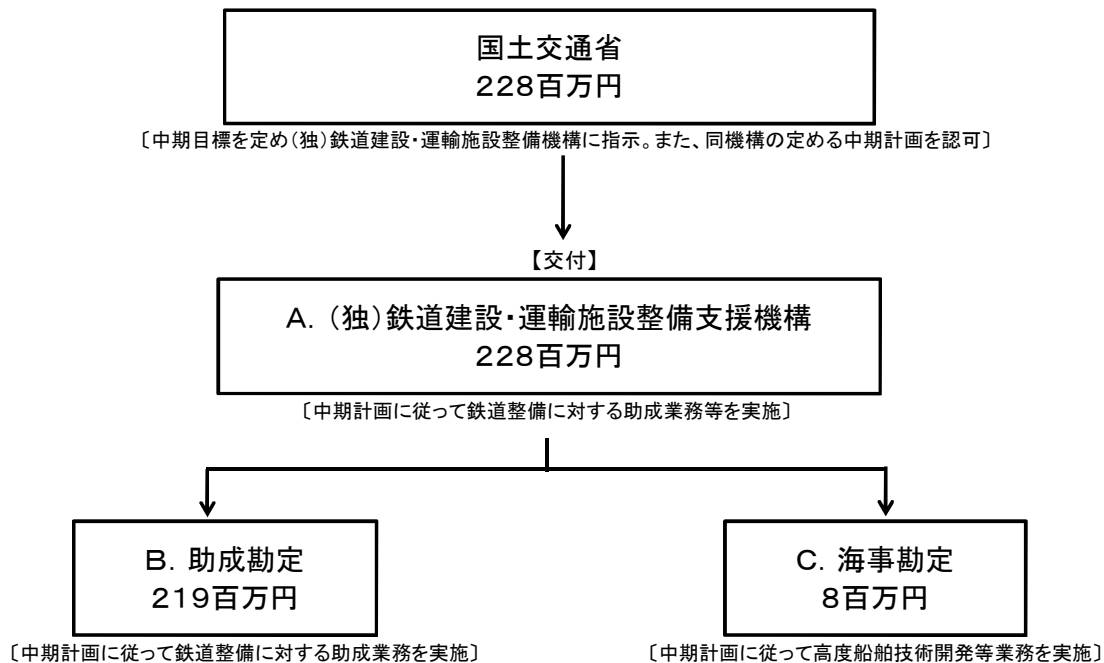 国土交通省
228百万円
〔中期目標を定め(独)鉄道建設・運輸施設整備機構に指示。また、同機構の定める中期計画を認可〕
【交付】
A. (独)鉄道建設・運輸施設整備支援機構
228百万円
〔中期計画に従って鉄道整備に対する助成業務等を実施〕
B. 助成勘定
219百万円
〔中期計画に従って鉄道整備に対する助成業務を実施〕
C. 海事勘定
8百万円
〔中期計画に従って高度船舶技術開発等業務を実施〕